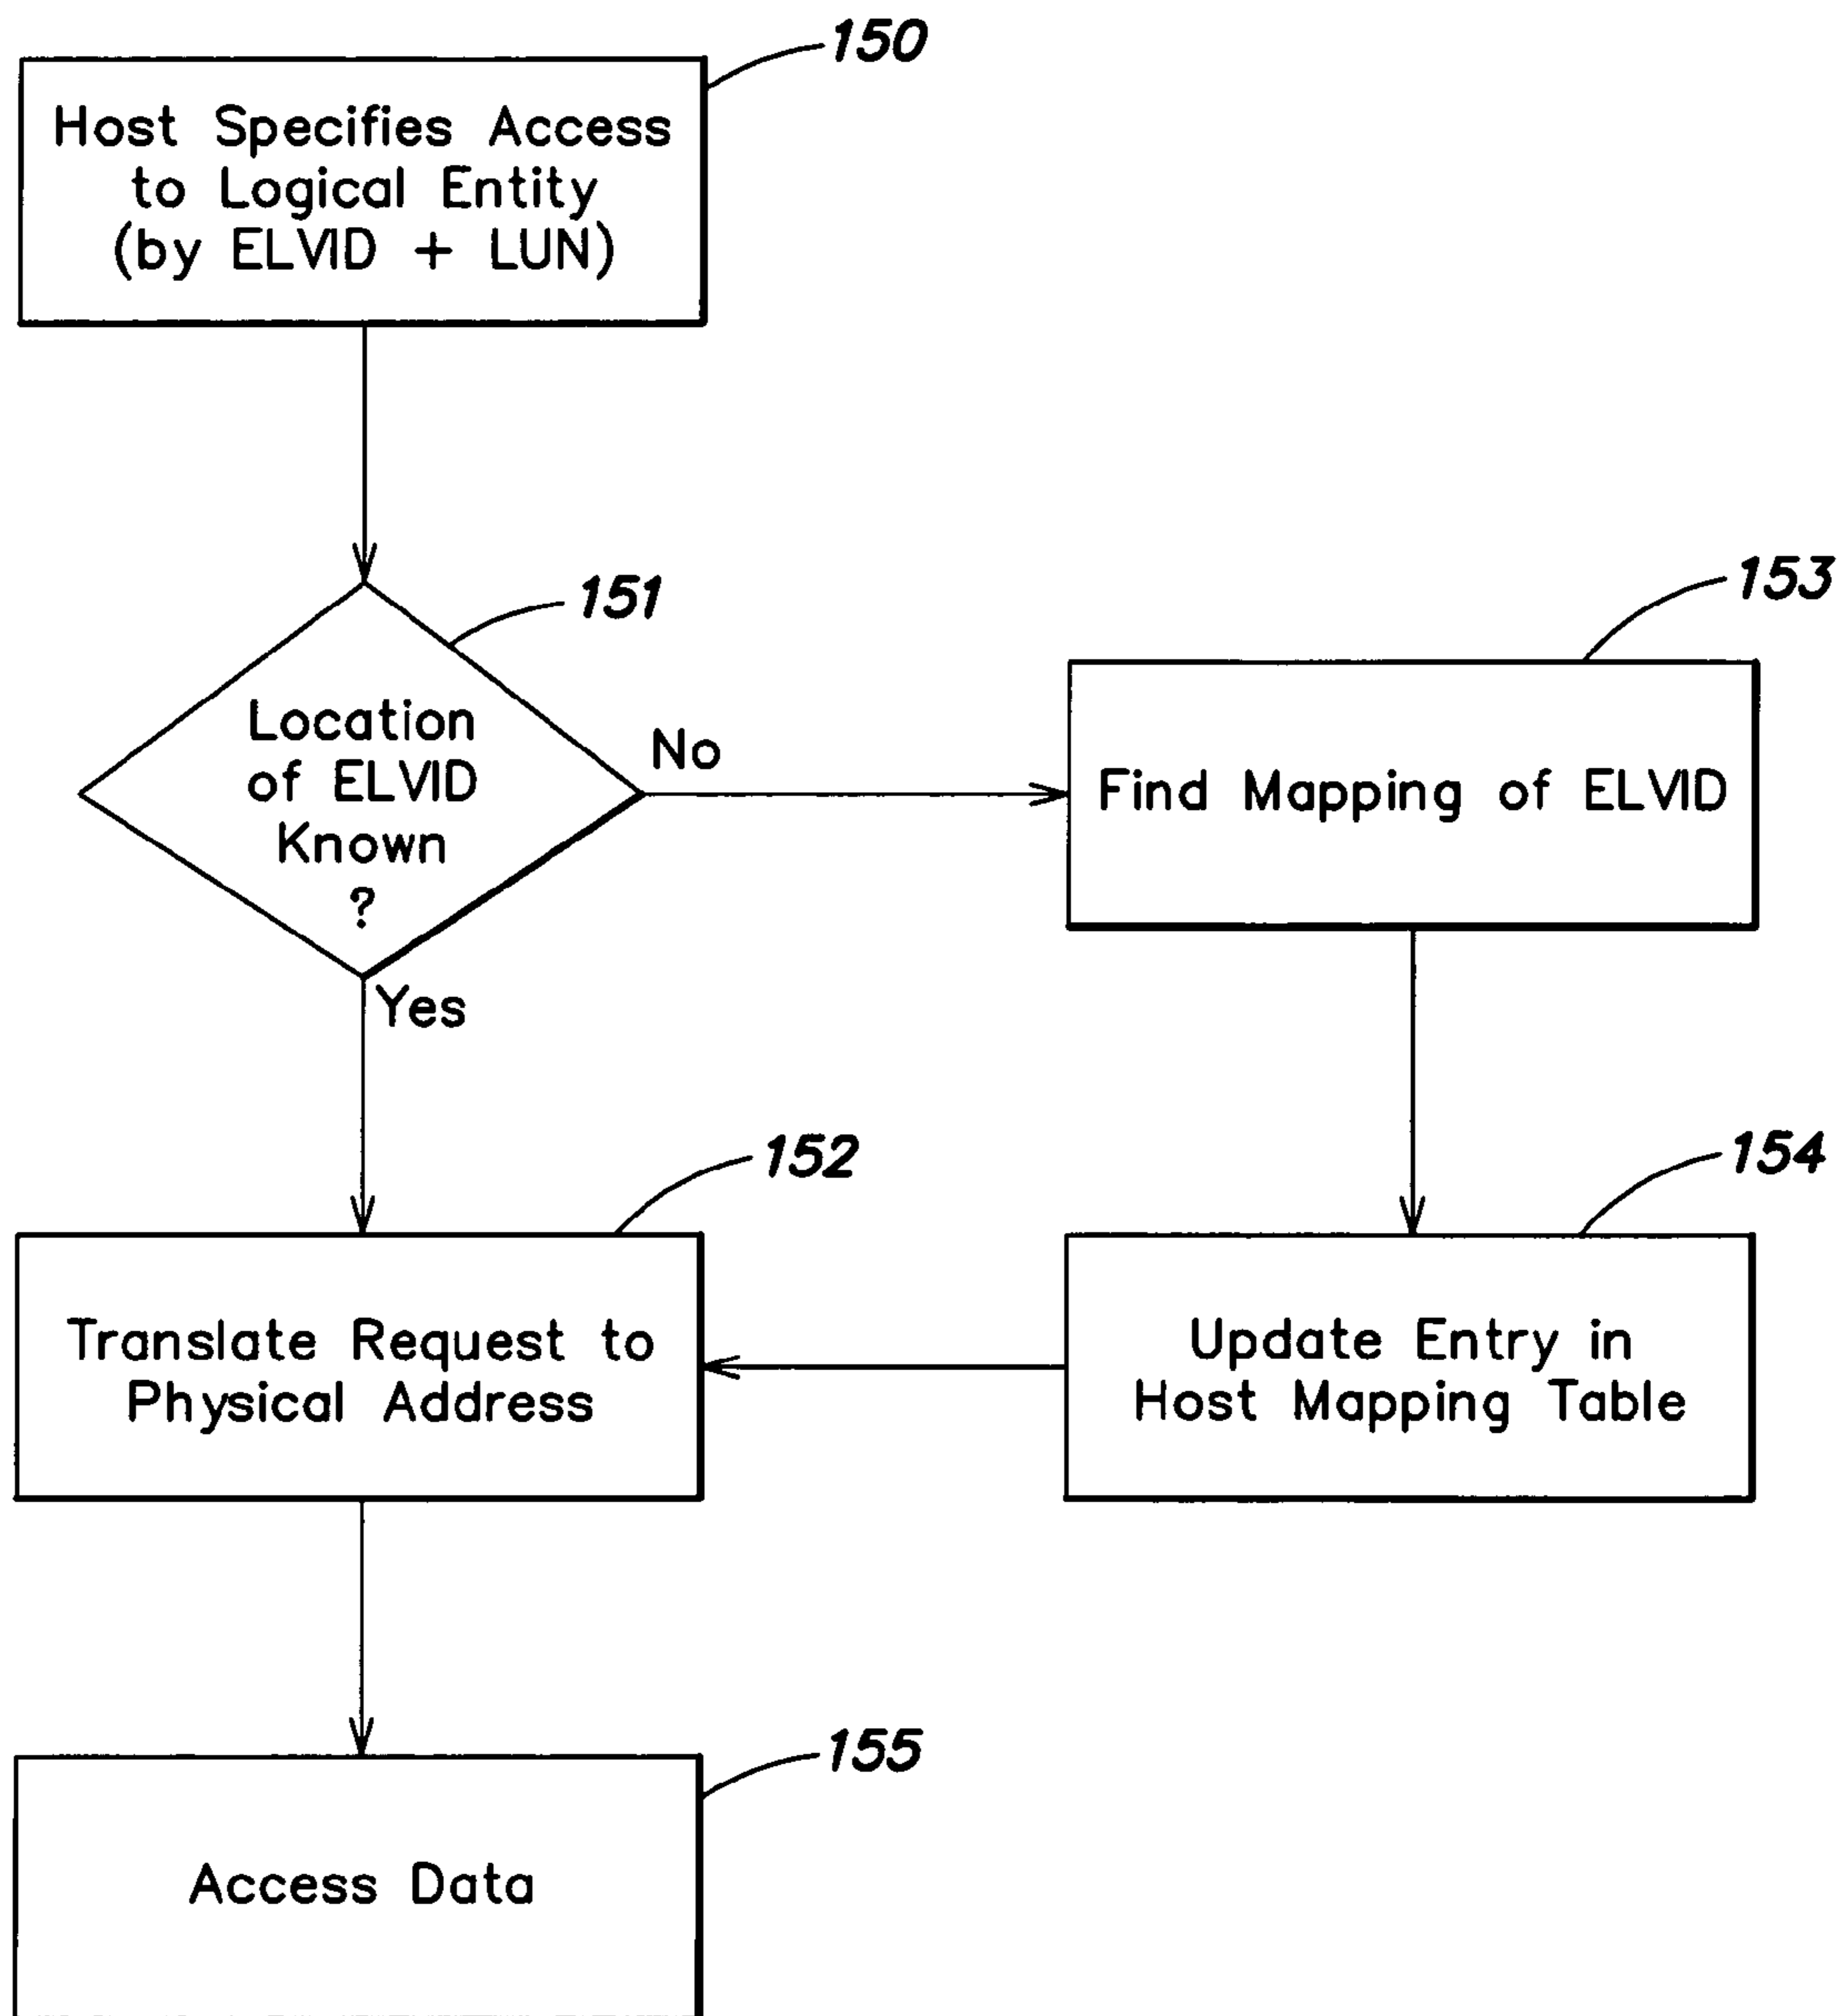 150
Host Specifies Access
to Logical Entity
(by ELVID + LUN)
151
Location
of ELVID
Known
?
No
Yes
153
Find Mapping of ELVID
152
Translate Request to
Physical Address
154
Update Entry in
Host Mapping Table
155
Access Data